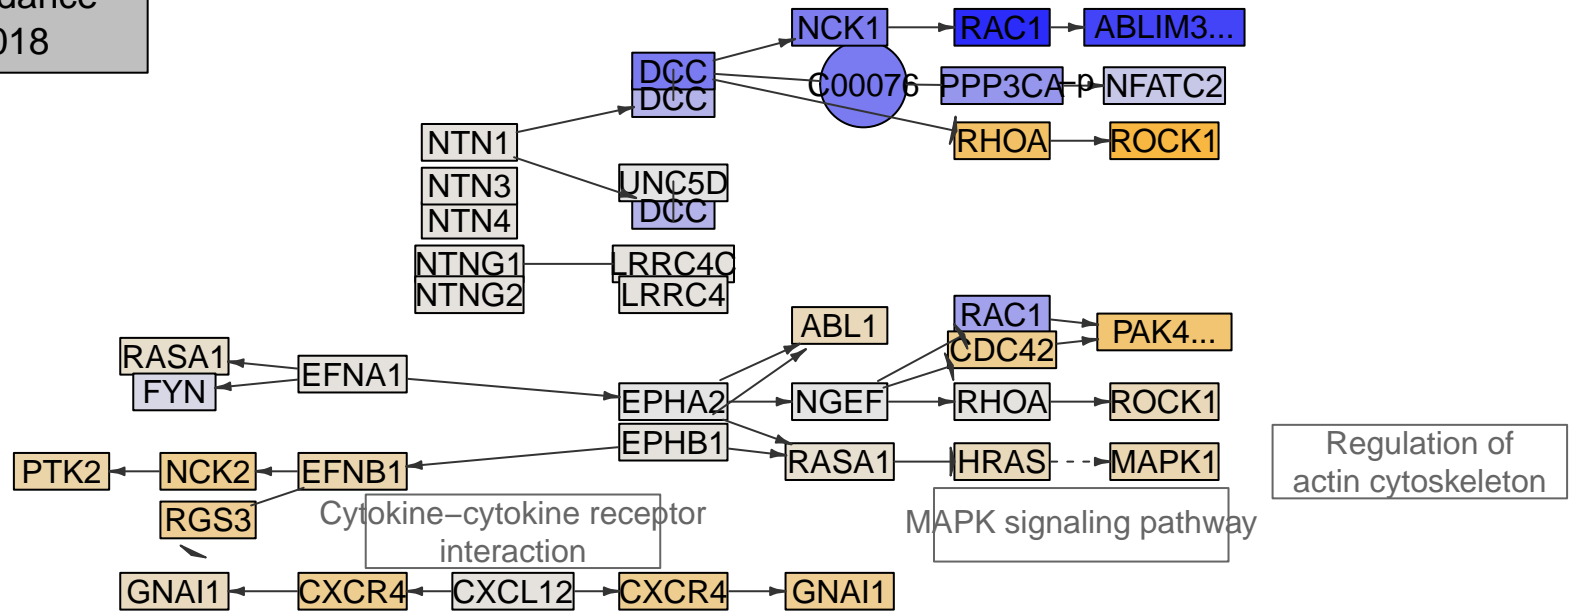 018
NCK1
RAC1
ABLIM3...
DCC
DCC
C00076
PPP3CA
-p
NFATC2
RHOA
ROCK1
NTN1
NTN3
NTN4
UNC5D
DCC
NTNG1
NTNG2
LRRC4C
LRRC4
ABL1
RAC1
CDC42
PAK4...
RASA1
FYN
EFNA1
EPHA2
EPHB1
NGEF
RHOA
ROCK1
RASA1
HRAS
MAPK1
PTK2
NCK2
EFNB1
RGS3
Regulation of
actin cytoskeleton
Cytokine−cytokine receptor
interaction
MAPK signaling pathway
GNAI1
CXCR4
CXCL12
CXCR4
GNAI1